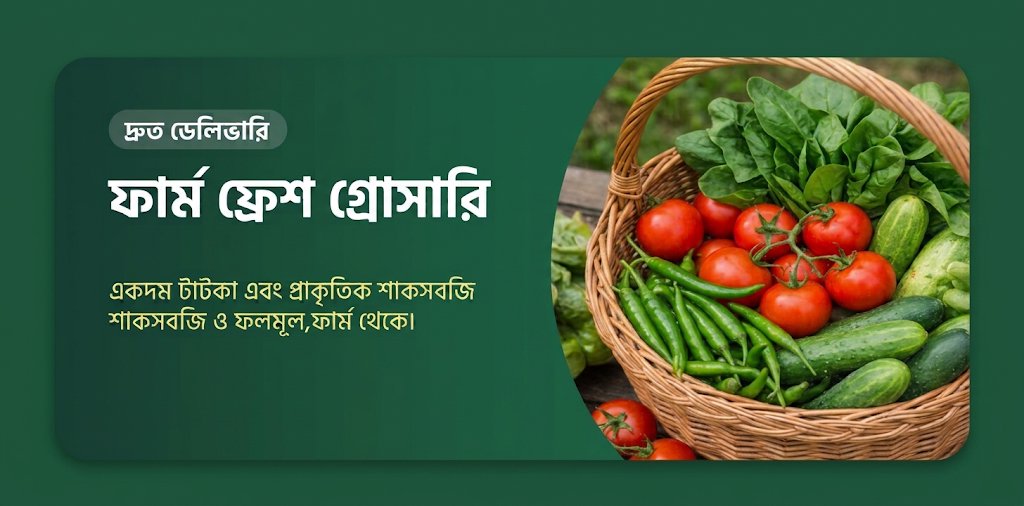 দ্রুত ডেলিভারি
ফার্ম ফ্রেশ গ্রোসারি
একদম টাটকা এবং প্রাকৃতিক শাকসবজি
শাকসবজি ও ফলমূল,ফার্ম থেকে।